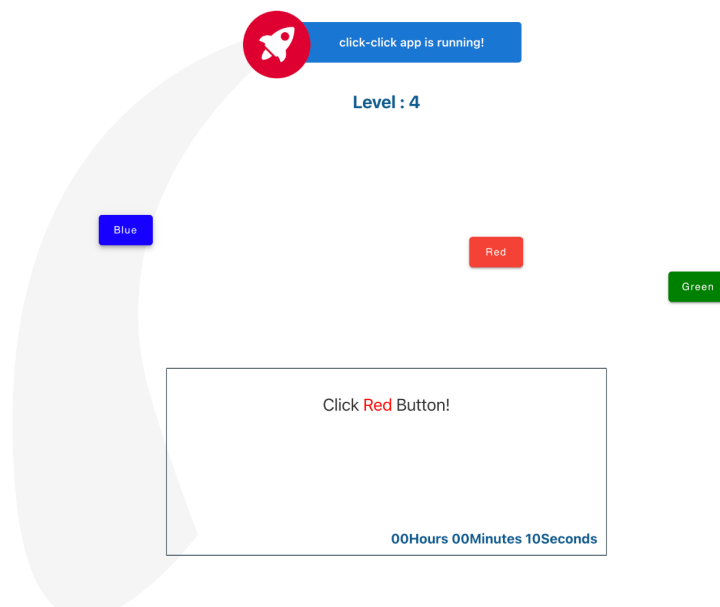 click-click app is running!
Level : 4
Blue
Red
Green
Click Red Button!
00Hours 00Minutes 10Seconds